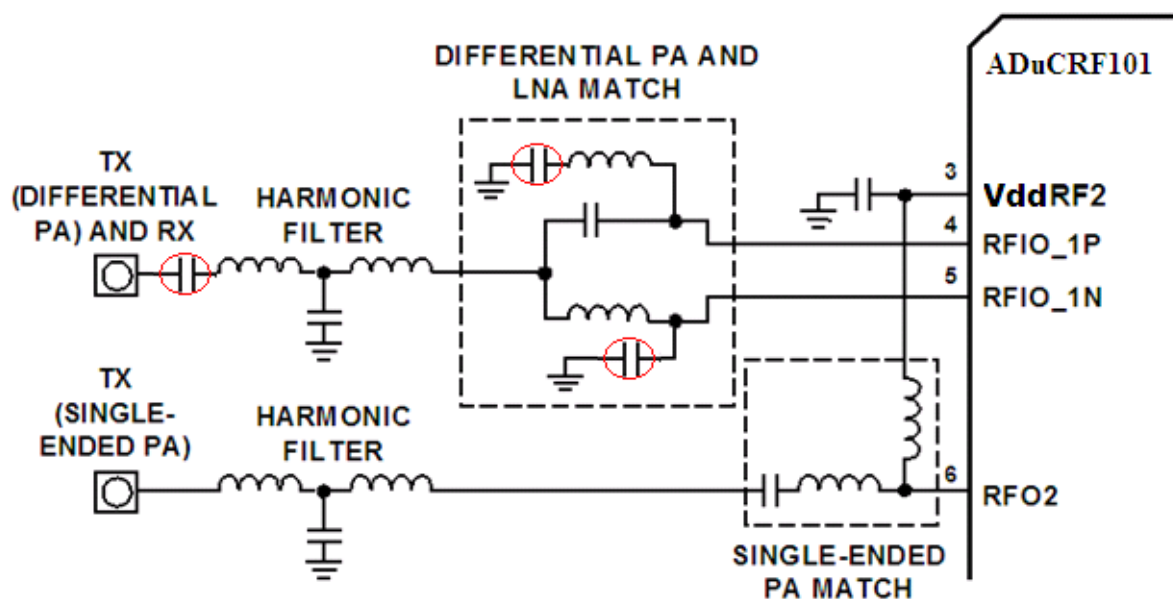 DIFFERENTIAL PA AND
LNA MATCH
ADuCRF101
TX
(DIFFERENTIAL
PA) AND RX
HARMONIC
FILTER
3
VddRF2
4
RFIO_1P
5
RFIO_1N
TX
(SINGLE-
ENDED PA)
HARMONIC
FILTER
6
RFO2
SINGLE-ENDED
PA MATCH